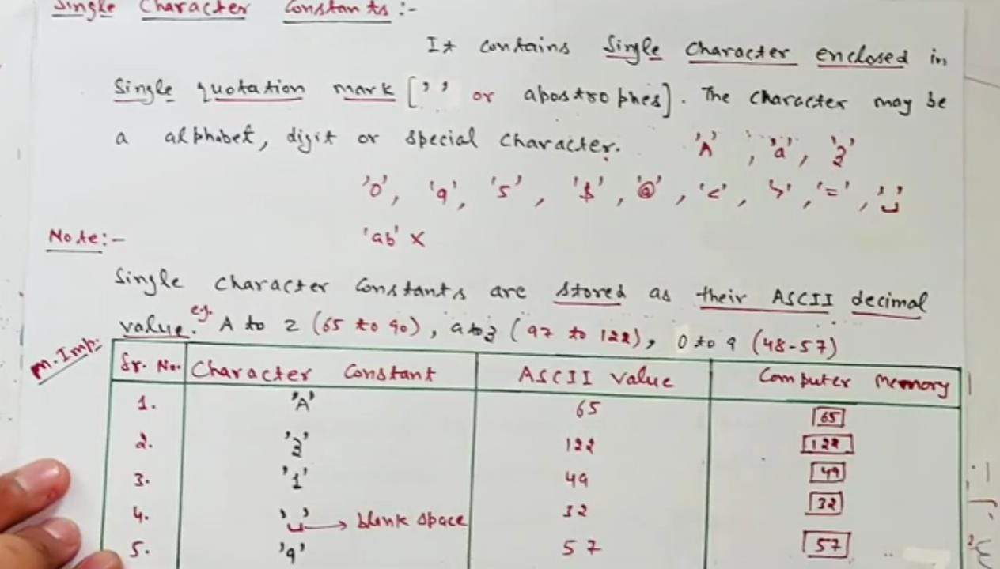 Single Character Constants :-
It contains Single Character enclosed in
Single quotation mark [' ' or apostrophes]. The character may be
a alphabet, digit or special character. 'A', 'a', 'z'
'0', '9', '5', '$', '@', '<', '>', '=', '␣'
Note:- 'ab' ×
Single character constants are stored as their ASCII decimal
value. e.g. A to Z (65 to 90), a to z (97 to 122), 0 to 9 (48-57)
M. Imp:
Sr. No. Character Constant ASCII value Computer memory
1. 'A' 65 65
2. 'z' 122 122
3. '1' 49 49
4. '␣' → blank space 32 32
5. '9' 57 57